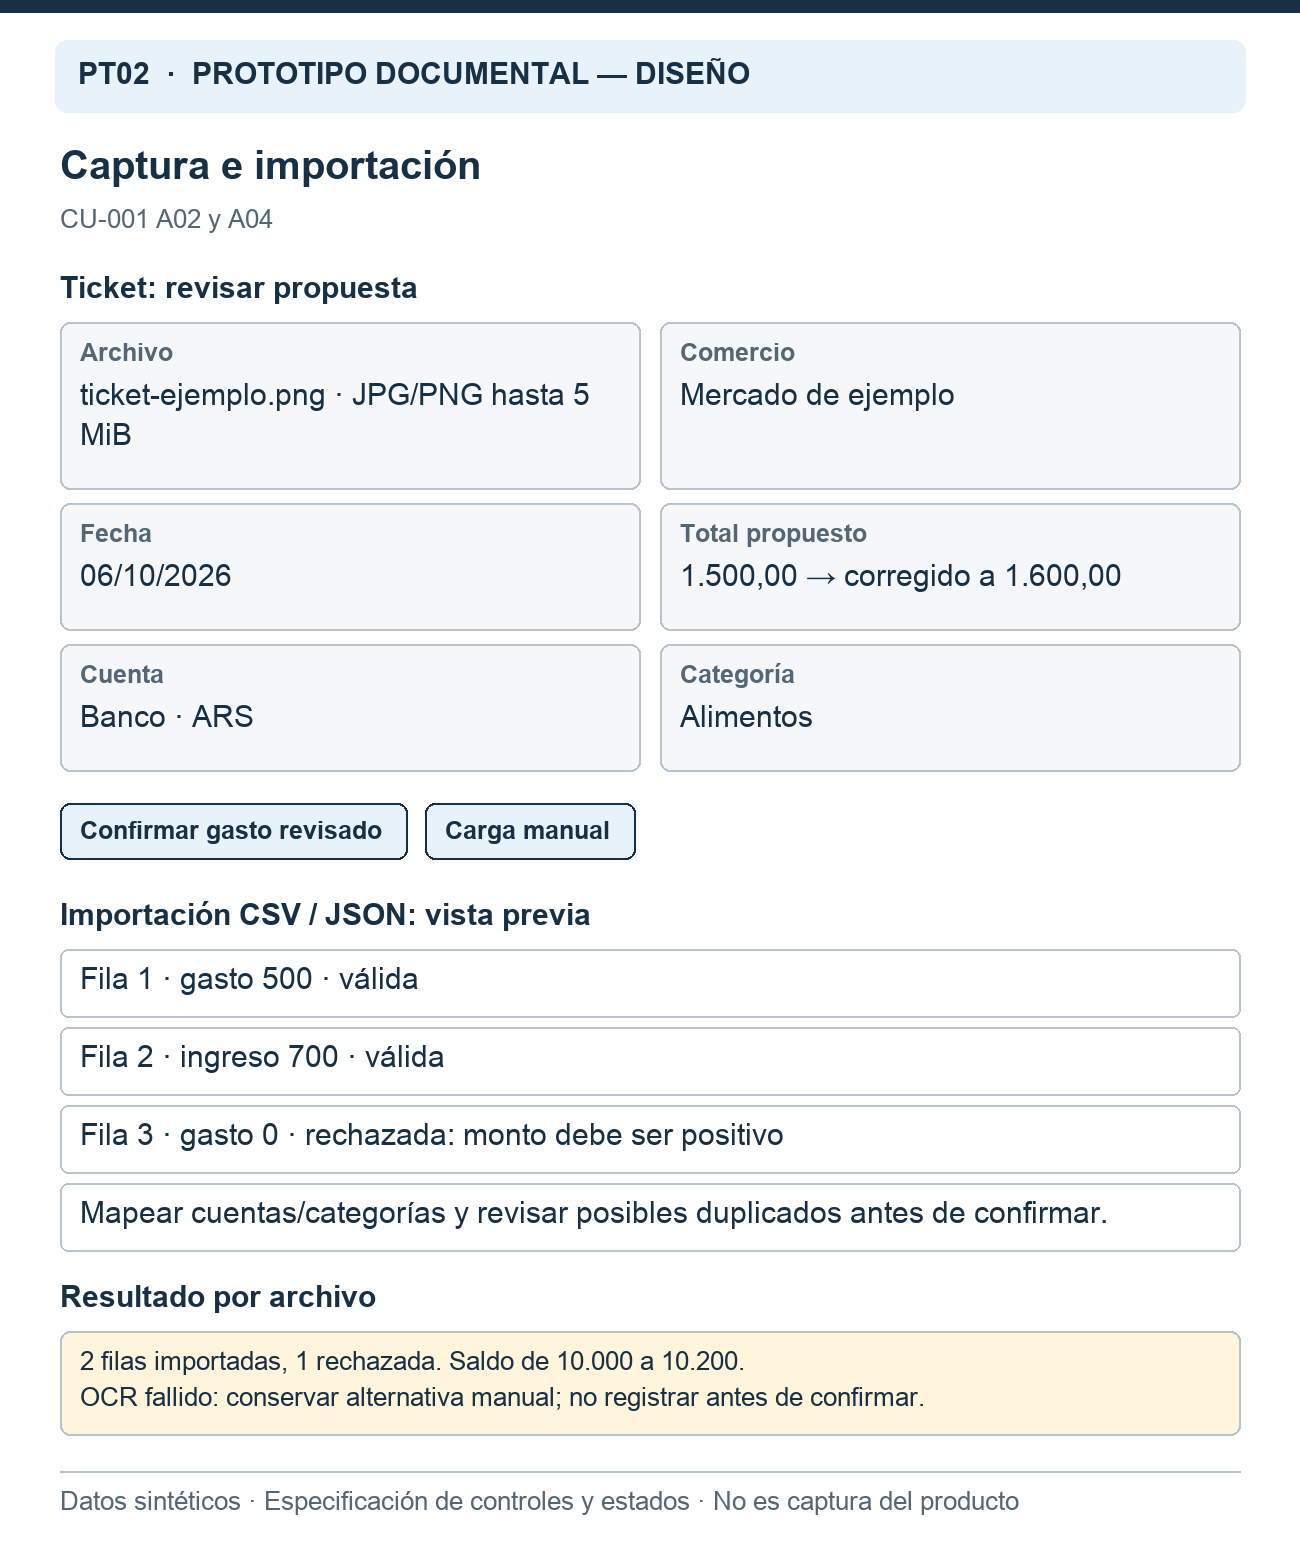 PT02 · PROTOTIPO DOCUMENTAL — DISEÑO
Captura e importación
CU-001 A02 y A04
Ticket: revisar propuesta
Archivo
ticket-ejemplo.png · JPG/PNG hasta 5
MiB
Comercio
Mercado de ejemplo
Fecha
06/10/2026
Total propuesto
1.500,00 → corregido a 1.600,00
Cuenta
Banco · ARS
Categoría
Alimentos
Confirmar gasto revisado
Carga manual
Importación CSV / JSON: vista previa
Fila 1 · gasto 500 · válida
Fila 2 · ingreso 700 · válida
Fila 3 · gasto 0 · rechazada: monto debe ser positivo
Mapear cuentas/categorías y revisar posibles duplicados antes de confirmar.
Resultado por archivo
2 filas importadas, 1 rechazada. Saldo de 10.000 a 10.200.
OCR fallido: conservar alternativa manual; no registrar antes de confirmar.
Datos sintéticos · Especificación de controles y estados · No es captura del producto